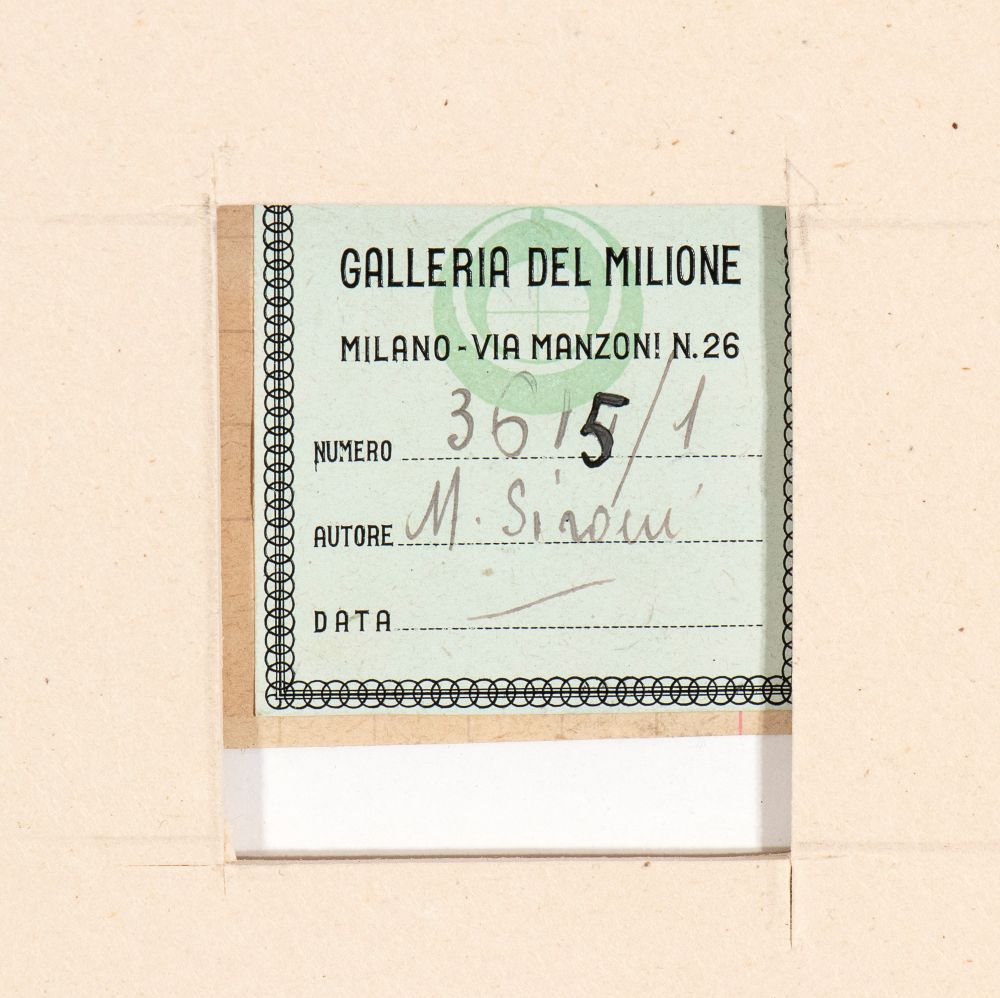 GALLERIA DEL MILIONE
MILANO - VIA MANZONI N. 26
NUMERO 3615/1
AUTORE M. Sironi
DATA —